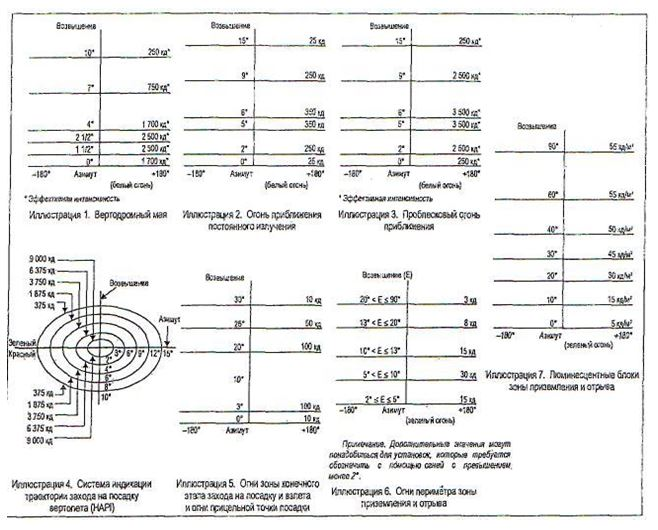 Возвышение
10° 250 кд*
7° 750 кд*
4° 1 700 кд*
2 1/2° 2 500 кд*
1 1/2° 2 500 кд*
0° 1 700 кд*
–180° Азимут +180°
(белый огонь)
* Эффективная интенсивность
Иллюстрация 1. Вертодромный маяк
Возвышение
15° 25 кд
9° 250 кд
6° 350 кд
5° 350 кд
2° 250 кд
0° 25 кд
–180° Азимут +180°
(белый огонь)
Иллюстрация 2. Огонь приближения
постоянного излучения
Возвышение
15° 250 кд*
9° 2 500 кд*
6° 3 500 кд*
5° 3 500 кд*
2° 2 500 кд*
0° 250 кд*
–180° Азимут +180°
(белый огонь)
* Эффективная интенсивность
Иллюстрация 3. Проблесковый огонь
приближения
9 000 кд
6 375 кд
3 750 кд
1 875 кд
375 кд
Возвышение
Азимут
Зеленый
Красный
3° 6° 9° 12° 15°
2°
4°
6°
8°
10°
375 кд
1 875 кд
3 750 кд
6 375 кд
9 000 кд
Иллюстрация 4. Система индикации
траектории захода на посадку
вертолета (HAPI)
Возвышение
30° 10 кд
25° 50 кд
20° 100 кд
10°
3° 100 кд
0° 10 кд
–180° Азимут +180°
Иллюстрация 5. Огни зоны конечного
этапа захода на посадку и взлета
и огни прицельной точки посадки
Возвышение (E)
20° < E ≤ 90° 3 кд
13° < E ≤ 20° 8 кд
10° < E ≤ 13° 15 кд
5° < E ≤ 10° 30 кд
2° ≤ E ≤ 5° 15 кд
–180° Азимут +180°
(зеленый огонь)
Примечание. Дополнительные значения могут
понадобиться для установок, которые требуется
обозначить с помощью огней с превышением,
менее 2°.
Иллюстрация 6. Огни периметра зоны
приземления и отрыва
Возвышение
90° 55 кд/м²
60° 55 кд/м²
40° 50 кд/м²
30° 45 кд/м²
20° 30 кд/м²
10° 15 кд/м²
0° 5 кд/м²
–180° Азимут +180°
(зеленый огонь)
Иллюстрация 7. Люминесцентные блоки
зоны приземления и отрыва